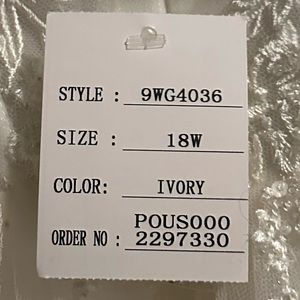 STYLE : 9WG4036
SIZE : 18W
COLOR: IVORY
POUS000
ORDER NO : 2297330